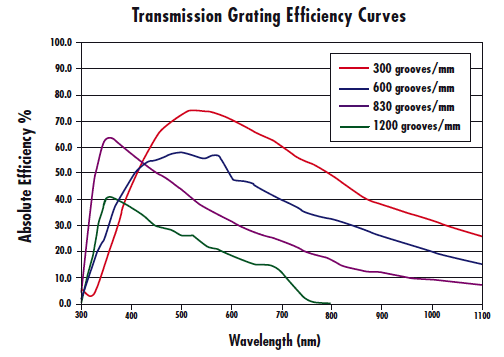 Transmission Grating Efficiency Curves
Absolute Efficiency %
100.0
90.0
80.0
70.0
60.0
50.0
40.0
30.0
20.0
10.0
0.0
300 grooves/mm
600 grooves/mm
830 grooves/mm
1200 grooves/mm
300 400 500 600 700 800 900 1000 1100
Wavelength (nm)